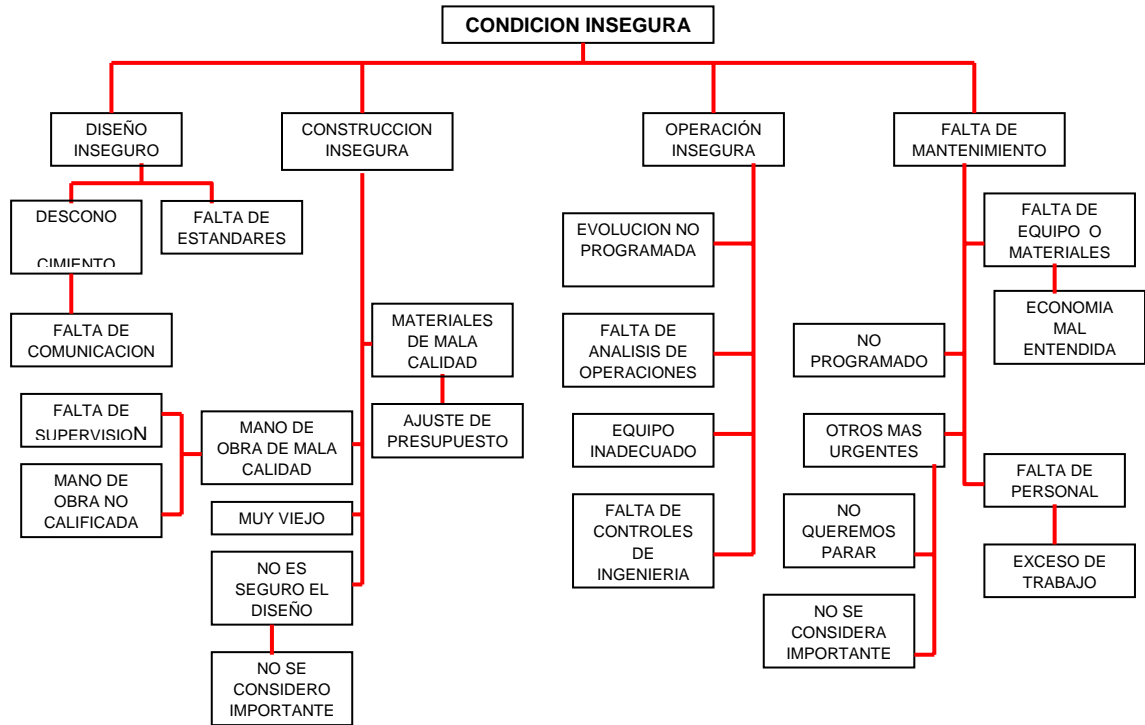 CONDICION INSEGURA
DISEÑO
INSEGURO
CONSTRUCCION
INSEGURA
OPERACIÓN
INSEGURA
FALTA DE
MANTENIMIENTO
DESCONO
CIMIENTO
FALTA DE
ESTANDARES
FALTA DE
COMUNICACION
MATERIALES
DE MALA
CALIDAD
AJUSTE DE
PRESUPUESTO
FALTA DE
SUPERVISION
MANO DE
OBRA NO
CALIFICADA
MANO DE
OBRA DE MALA
CALIDAD
MUY VIEJO
NO ES
SEGURO EL
DISEÑO
NO SE
CONSIDERO
IMPORTANTE
EVOLUCION NO
PROGRAMADA
FALTA DE
ANALISIS DE
OPERACIONES
EQUIPO
INADECUADO
FALTA DE
CONTROLES
DE
INGENIERIA
FALTA DE
EQUIPO O
MATERIALES
ECONOMIA
MAL
ENTENDIDA
NO
PROGRAMADO
OTROS MAS
URGENTES
NO
QUEREMOS
PARAR
NO SE
CONSIDERA
IMPORTANTE
FALTA DE
PERSONAL
EXCESO DE
TRABAJO